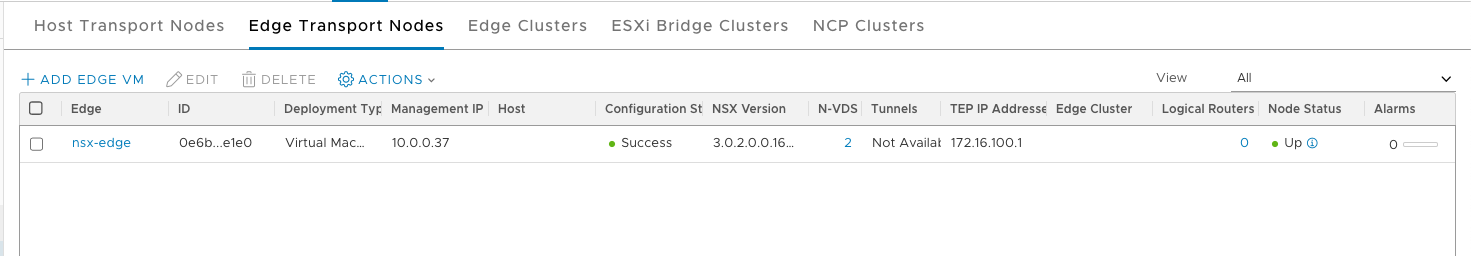 Host Transport Nodes Edge Transport Nodes Edge Clusters ESXi Bridge Clusters NCP Clusters
+ ADD EDGE VM EDIT DELETE ACTIONS View All
Edge ID Deployment Typ Management IP Host Configuration St NSX Version N-VDS Tunnels TEP IP Addresse Edge Cluster Logical Routers Node Status Alarms
nsx-edge 0e6b...e1e0 Virtual Mac... 10.0.0.37 Success 3.0.2.0.0.16... 2 Not Availab 172.16.100.1 0 Up 0